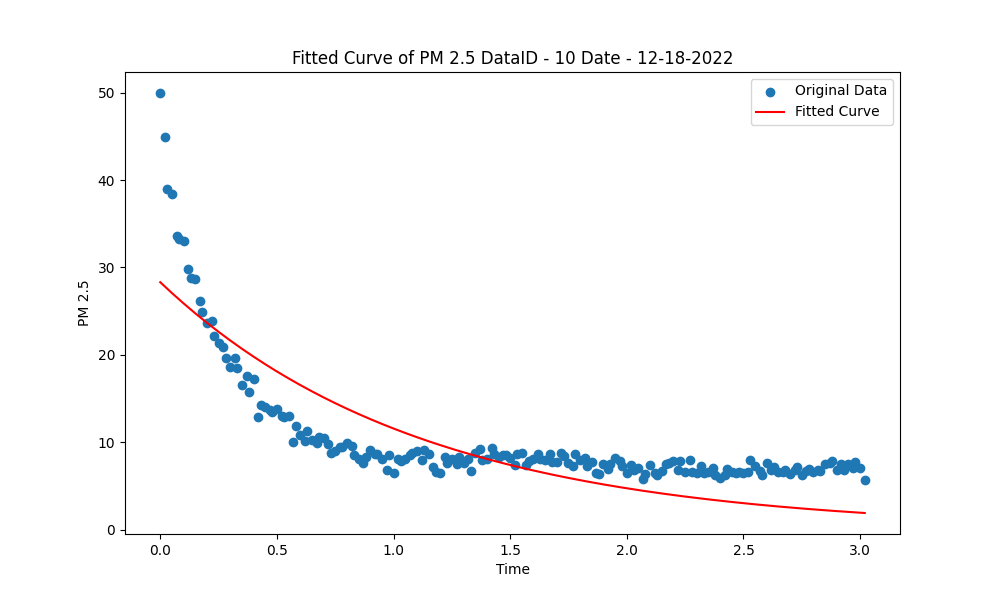 Fitted Curve of PM 2.5 DataID - 10 Date - 12-18-2022
Original Data
Fitted Curve
50
40
30
20
10
0
PM 2.5
0.0 0.5 1.0 1.5 2.0 2.5 3.0
Time